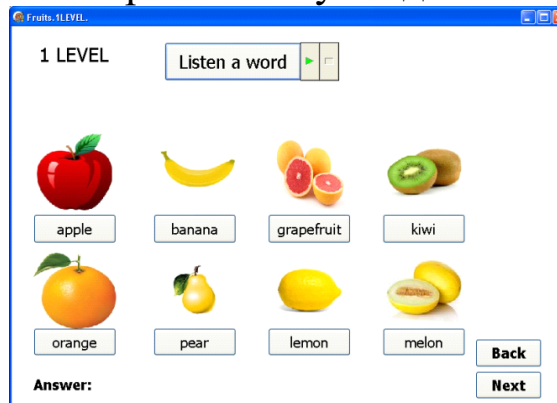 Fruits.1LEVEL.
1 LEVEL
Listen a word
apple
banana
grapefruit
kiwi
orange
pear
lemon
melon
Back
Answer:
Next